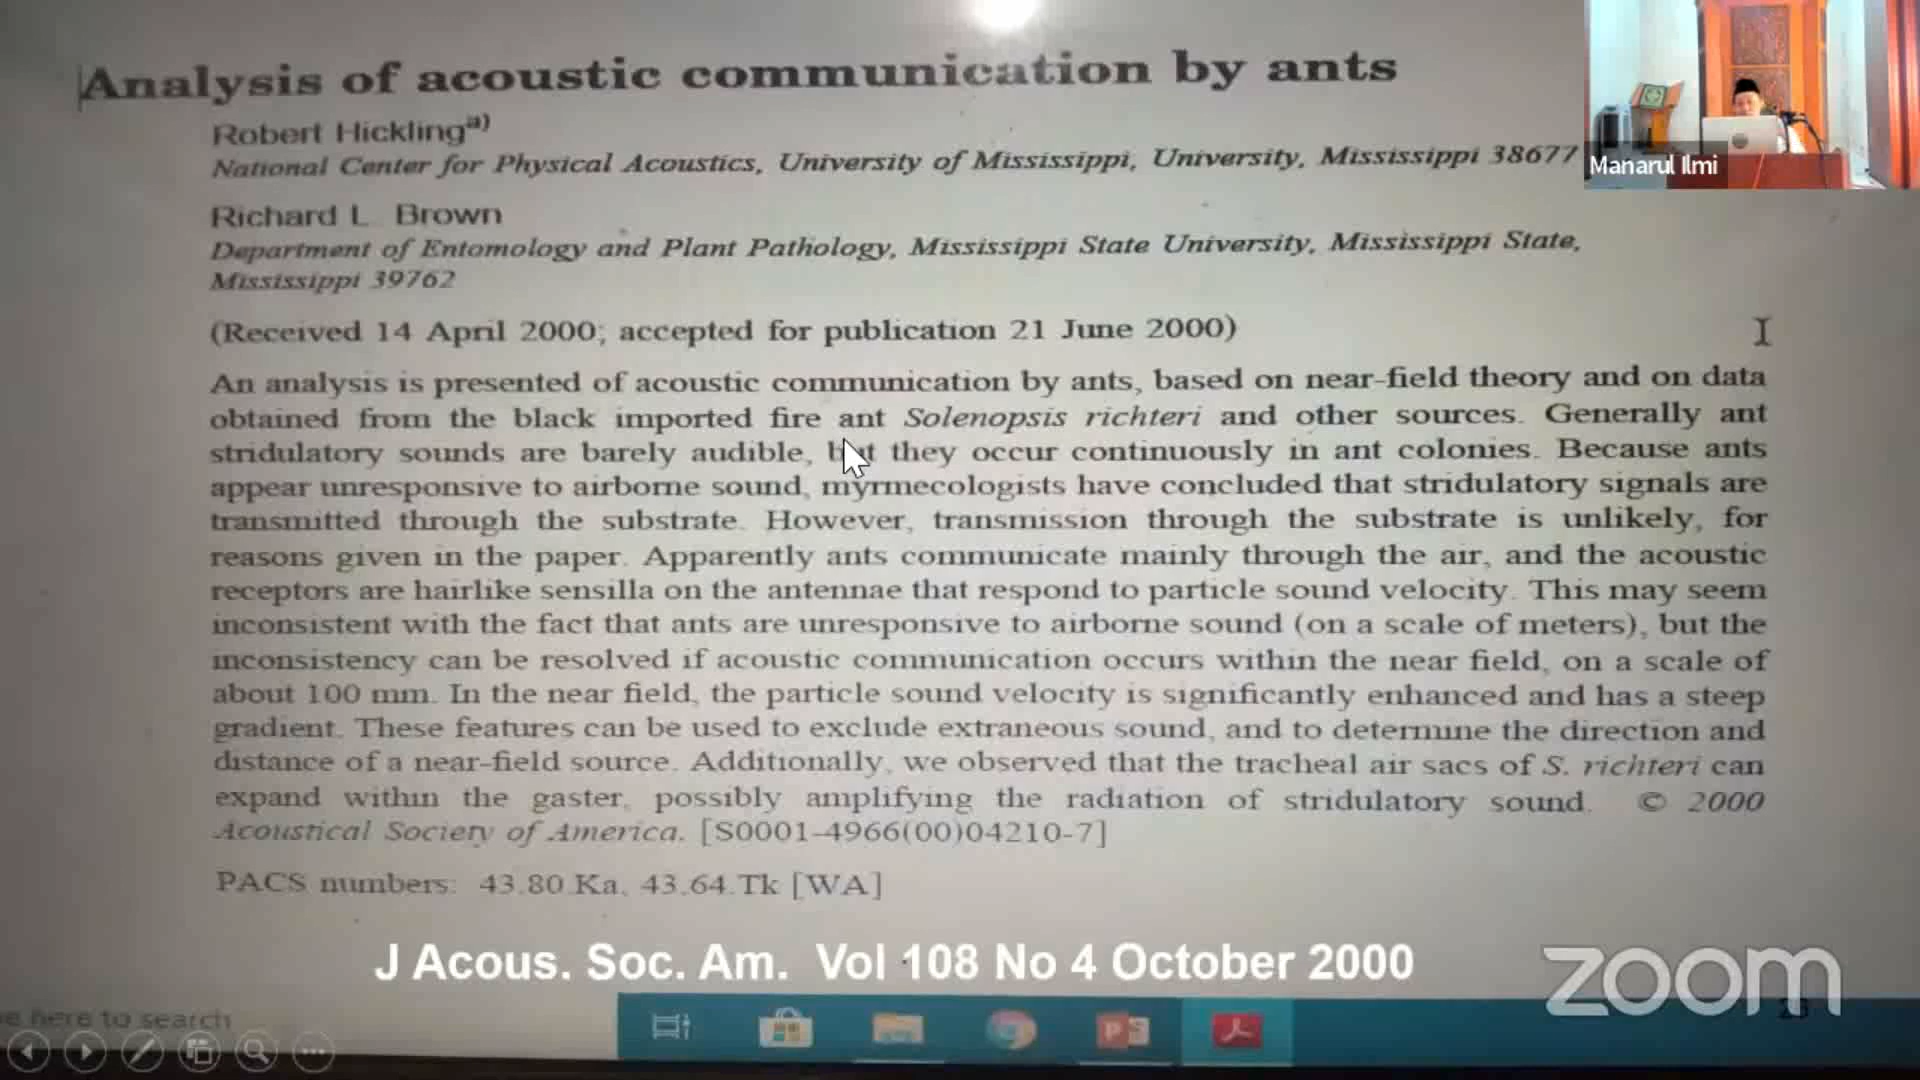 Analysis of acoustic communication by ants
Robert Hickling a)
National Center for Physical Acoustics, University of Mississippi, University, Mississippi 38677
Manarul Ilmi
Richard L. Brown
Department of Entomology and Plant Pathology, Mississippi State University, Mississippi State,
Mississippi 39762
(Received 14 April 2000; accepted for publication 21 June 2000)
An analysis is presented of acoustic communication by ants, based on near-field theory and on data
obtained from the black imported fire ant Solenopsis richteri and other sources. Generally ant
stridulatory sounds are barely audible, but they occur continuously in ant colonies. Because ants
appear unresponsive to airborne sound, myrmecologists have concluded that stridulatory signals are
transmitted through the substrate. However, transmission through the substrate is unlikely, for
reasons given in the paper. Apparently ants communicate mainly through the air, and the acoustic
receptors are hairlike sensilla on the antennae that respond to particle sound velocity. This may seem
inconsistent with the fact that ants are unresponsive to airborne sound (on a scale of meters), but the
inconsistency can be resolved if acoustic communication occurs within the near field, on a scale of
about 100 mm. In the near field, the particle sound velocity is significantly enhanced and has a steep
gradient. These features can be used to exclude extraneous sound, and to determine the direction and
distance of a near-field source. Additionally, we observed that the tracheal air sacs of S. richteri can
expand within the gaster, possibly amplifying the radiation of stridulatory sound. © 2000
Acoustical Society of America. [S0001-4966(00)04210-7]
PACS numbers: 43.80.Ka, 43.64.Tk [WA]
J Acous. Soc. Am. Vol 108 No 4 October 2000
zoom
e here to search